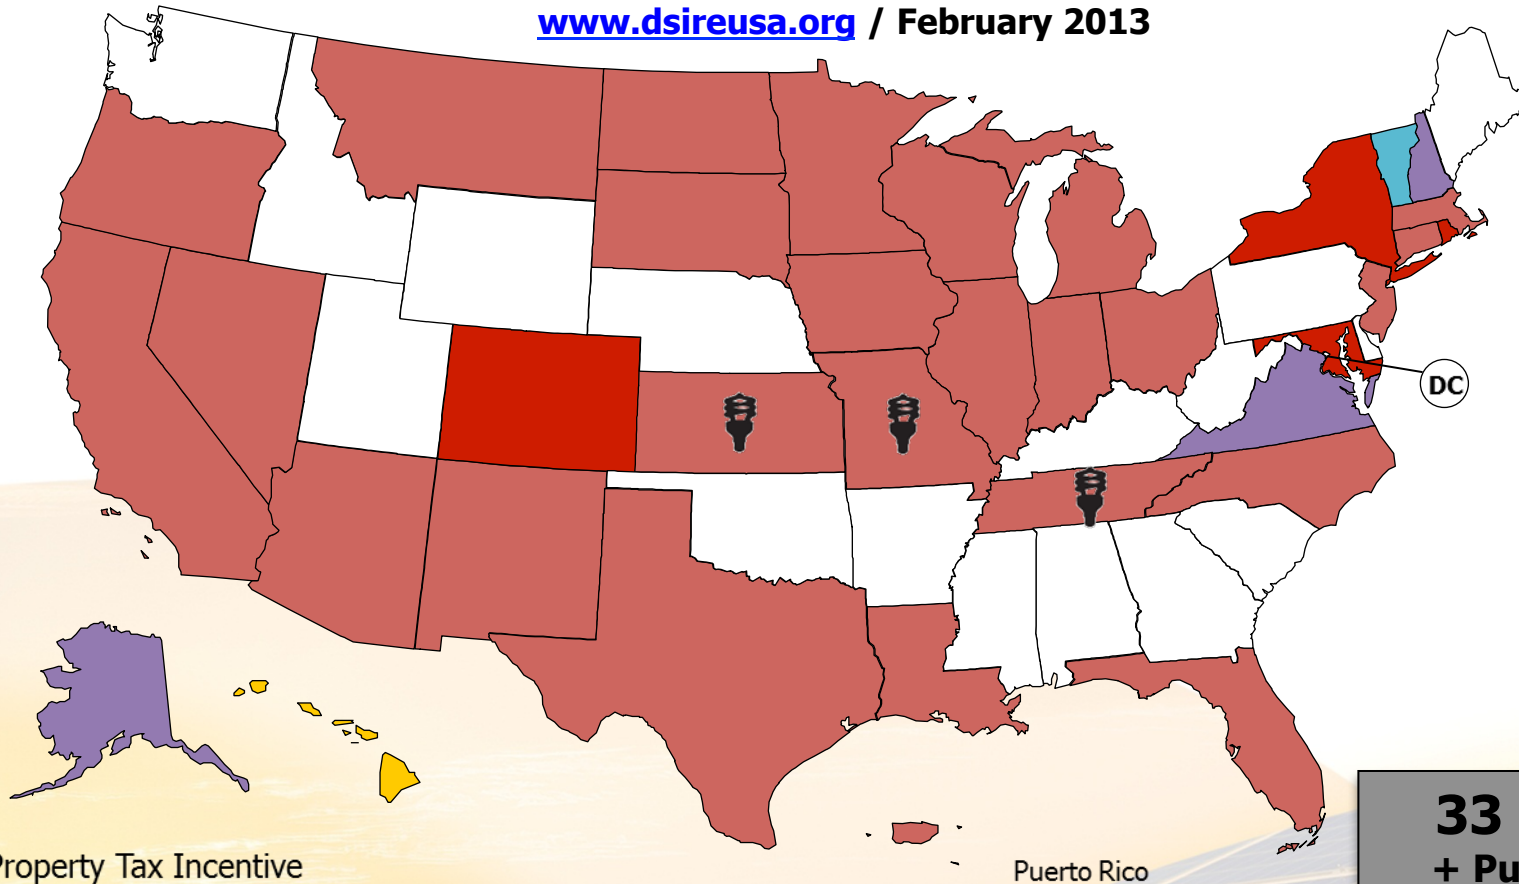 www.dsireusa.org / February 2013
DC
Property Tax Incentive
Puerto Rico
33
+ Pu